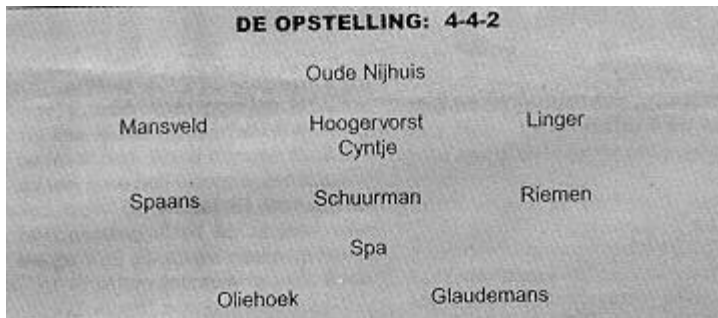 DE OPSTELLING: 4-4-2
Oude Nijhuis
Mansveld Hoogervorst Linger
Cyntje
Spaans Schuurman Riemen
Spa
Oliehoek Glaudemans